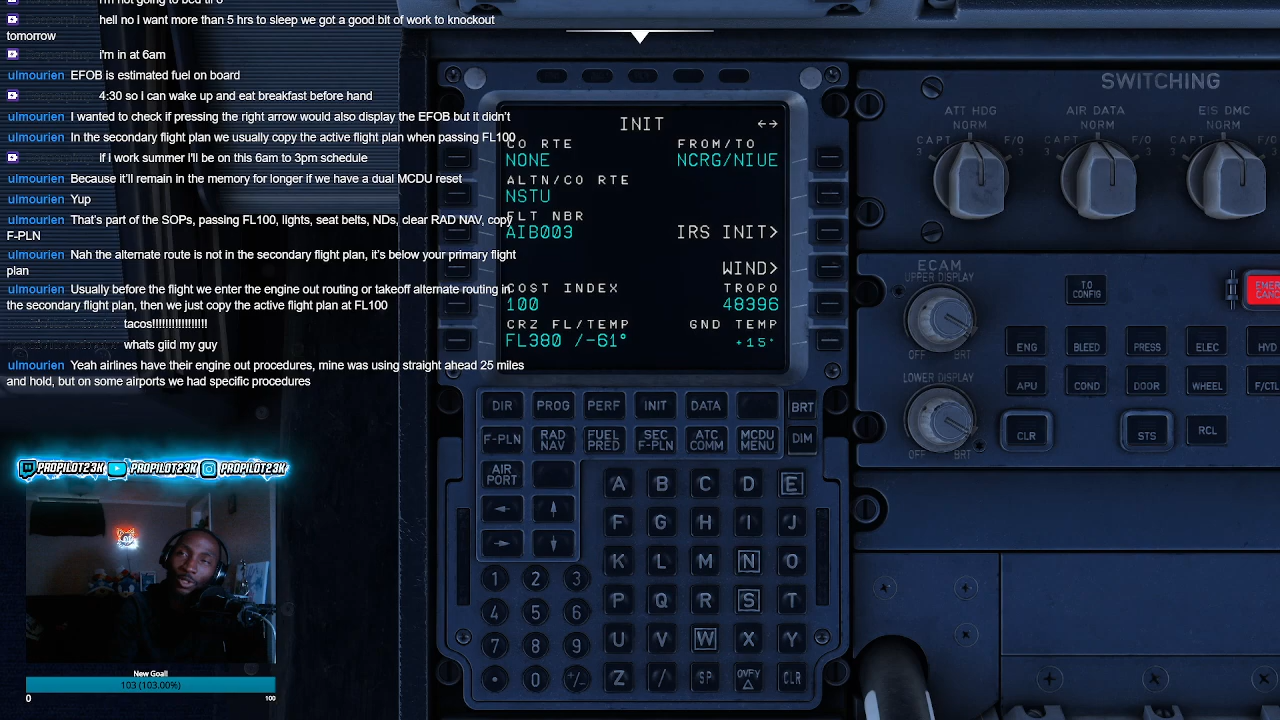 I'm not going to bed til 8
hell no i want more than 5 hrs to sleep we got a good bit of work to knockout
tomorrow
i'm in at 6am
ulmourien EFOB is estimated fuel on board
4:30 so i can wake up and eat breakfast before hand
ulmourien I wanted to check if pressing the right key would also display the EFOB but it didn't
ulmourien In the secondary flight plan we usually copy the active flight plan when passing FL100
If I work summer I'll be on this 6am to 3pm schedule
ulmourien Because it'll remain in the memory for longer if we have a dual MCDU reset
ulmourien Yup
ulmourien That's part of the SOPs, passing FL100, lights, seat belts, NDs, clear RAD NAV, copy
F-PLN
ulmourien Nah the alternate route is not in the secondary flight plan, it's below your primary flight
plan
ulmourien Usually before the flight we enter the engine out routing or takeoff alternate routing in
the secondary flight plan, then we just copy the active flight plan at FL100
tacos!!!!!!!!!!!!!!!!
whats giid my guy
ulmourien Yeah airlines have their engine out procedures, mine was using straight ahead 25 miles
and hold, but on some airports we had specific procedures
INIT ↔
CO RTE FROM/TO
NONE NCRG/NIUE
ALTN/CO RTE
NSTU
FLT NBR
AIB003 IRS INIT>
WIND>
COST INDEX TROPO
100 48396
CRZ FL/TEMP GND TEMP
FL380 /-61° +15°
DIR PROG PERF INIT DATA BRT
F-PLN RAD NAV FUEL PRED SEC F-PLN ATC COMM MCDU MENU DIM
AIR PORT
← ↑
→ ↓
A B C D E
F G H I J
K L M N O
P Q R S T
U V W X Y
Z / SP OVFY Δ CLR
1 2 3
4 5 6
7 8 9
. 0 +/-
SWITCHING
ATT HDG AIR DATA EIS DMC
NORM NORM NORM
CAPT F/O CAPT F/O CAPT F/O
3 3 3 3 3
ECAM
UPPER DISPLAY
OFF BRT
LOWER DISPLAY
OFF BRT
TO CONFIG
EMER
CANC
ENG BLEED PRESS ELEC HYD
APU COND DOOR WHEEL F/CTL
CLR STS RCL
PROPILOT23K PROPILOT23K PROPILOT23K
New Goal!
103 (103.00%)
0 100